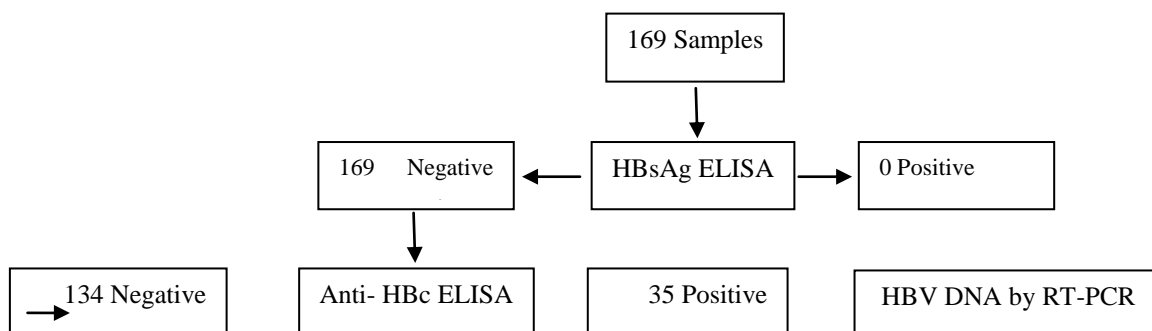 169 Samples
169 Negative
HBsAg ELISA
0 Positive
134 Negative
Anti- HBc ELISA
35 Positive
HBV DNA by RT-PCR